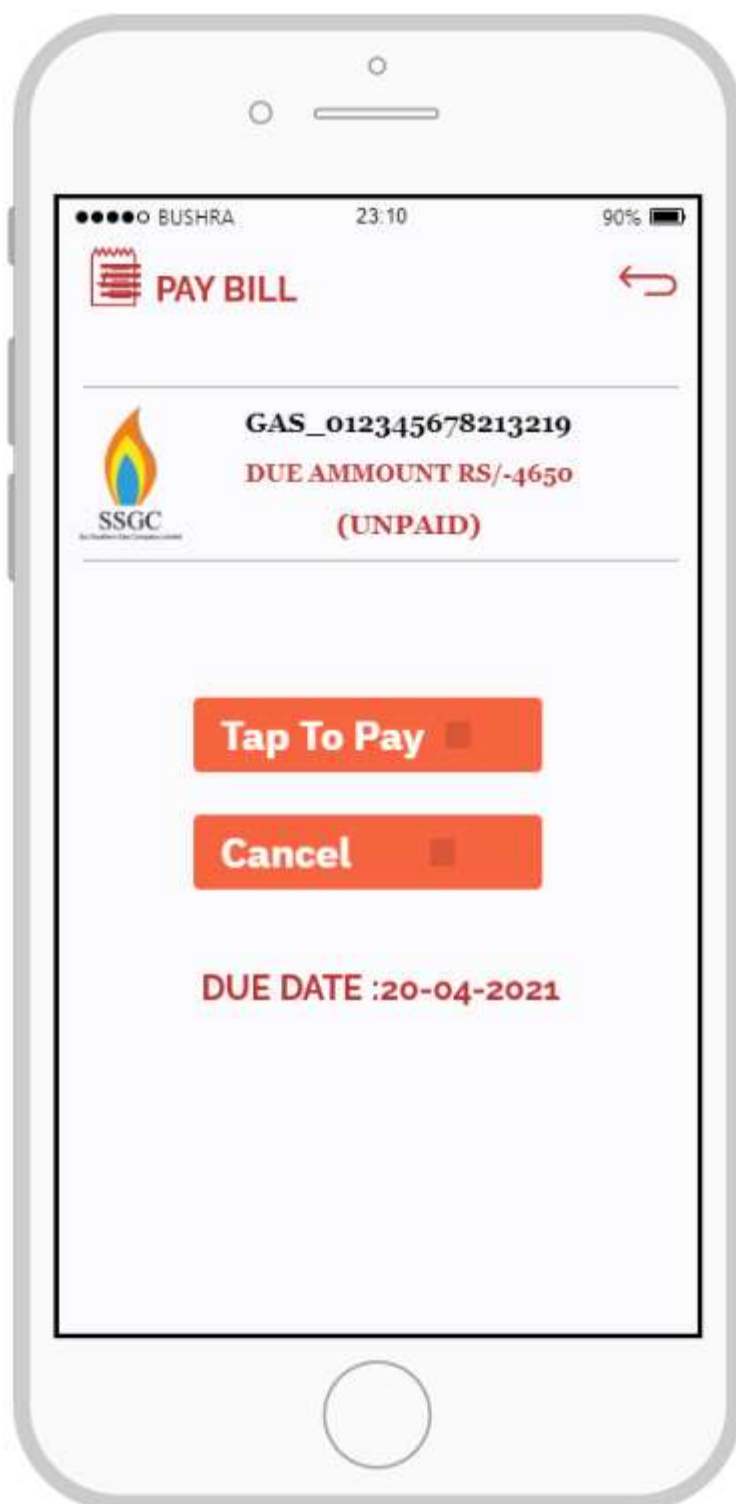 BUSHRA 23:10 90%
PAY BILL
GAS_012345678213219
DUE AMMOUNT RS/-4650
(UNPAID)
SSGC
Tap To Pay
Cancel
DUE DATE :20-04-2021